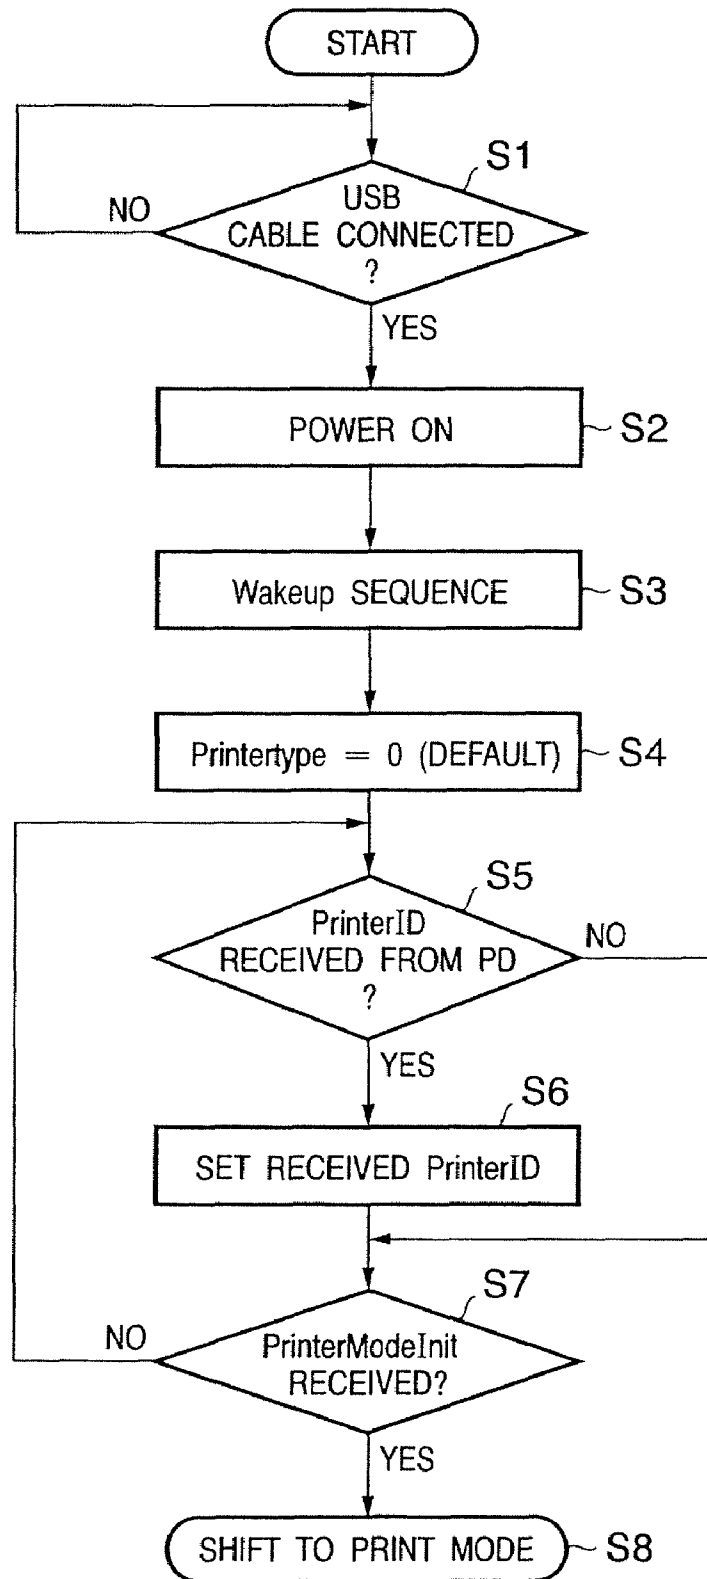 START
S1
USB
CABLE CONNECTED
?
NO
YES
POWER ON
S2
Wakeup SEQUENCE
S3
Printertype = 0 (DEFAULT)
S4
S5
PrinterID
RECEIVED FROM PD
?
NO
YES
S6
SET RECEIVED PrinterID
S7
NO
PrinterModeInit
RECEIVED?
YES
SHIFT TO PRINT MODE
S8